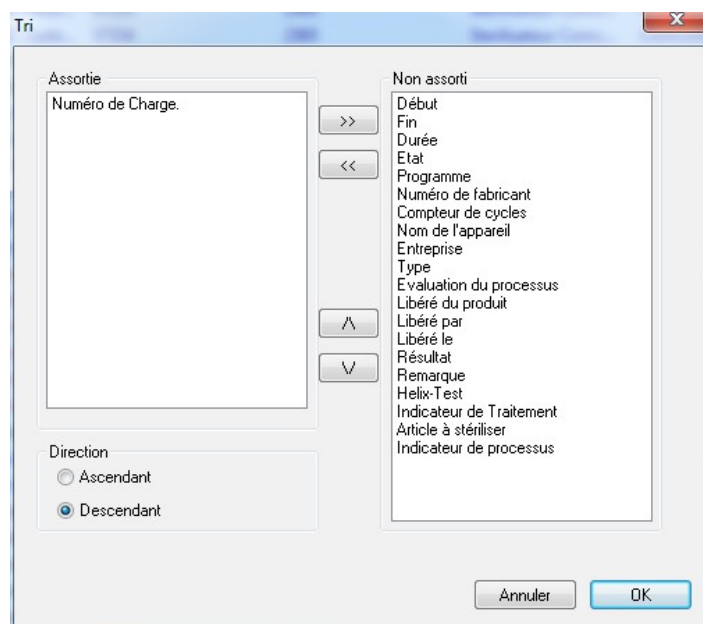 Tri
Assortie
Numéro de Charge.
>>
<<
/\
\/
Direction
Ascendant
Descendant
Non assorti
Début
Fin
Durée
Etat
Programme
Numéro de fabricant
Compteur de cycles
Nom de l'appareil
Entreprise
Type
Evaluation du processus
Libéré du produit
Libéré par
Libéré le
Résultat
Remarque
Helix-Test
Indicateur de Traitement
Article à stériliser
Indicateur de processus
Annuler
OK